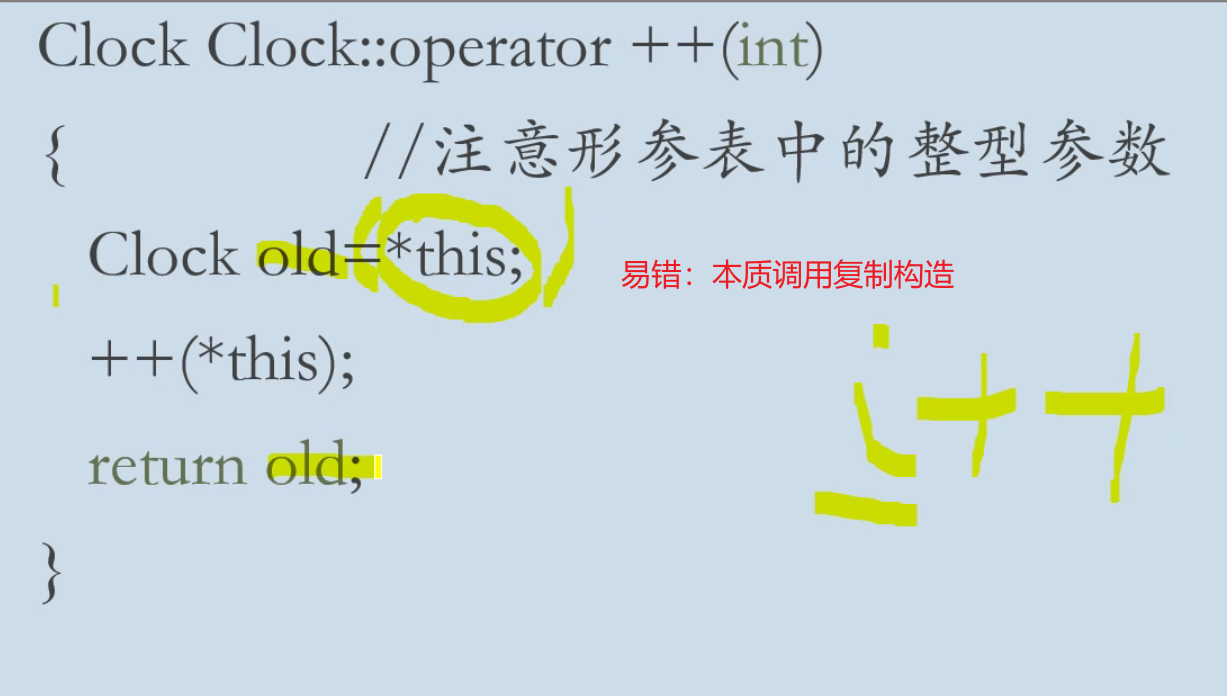 Clock Clock::operator ++(int)
{ //注意形参表中的整型参数
Clock old=*this;
易错：本质调用复制构造
++(*this);
i++
return old;
}